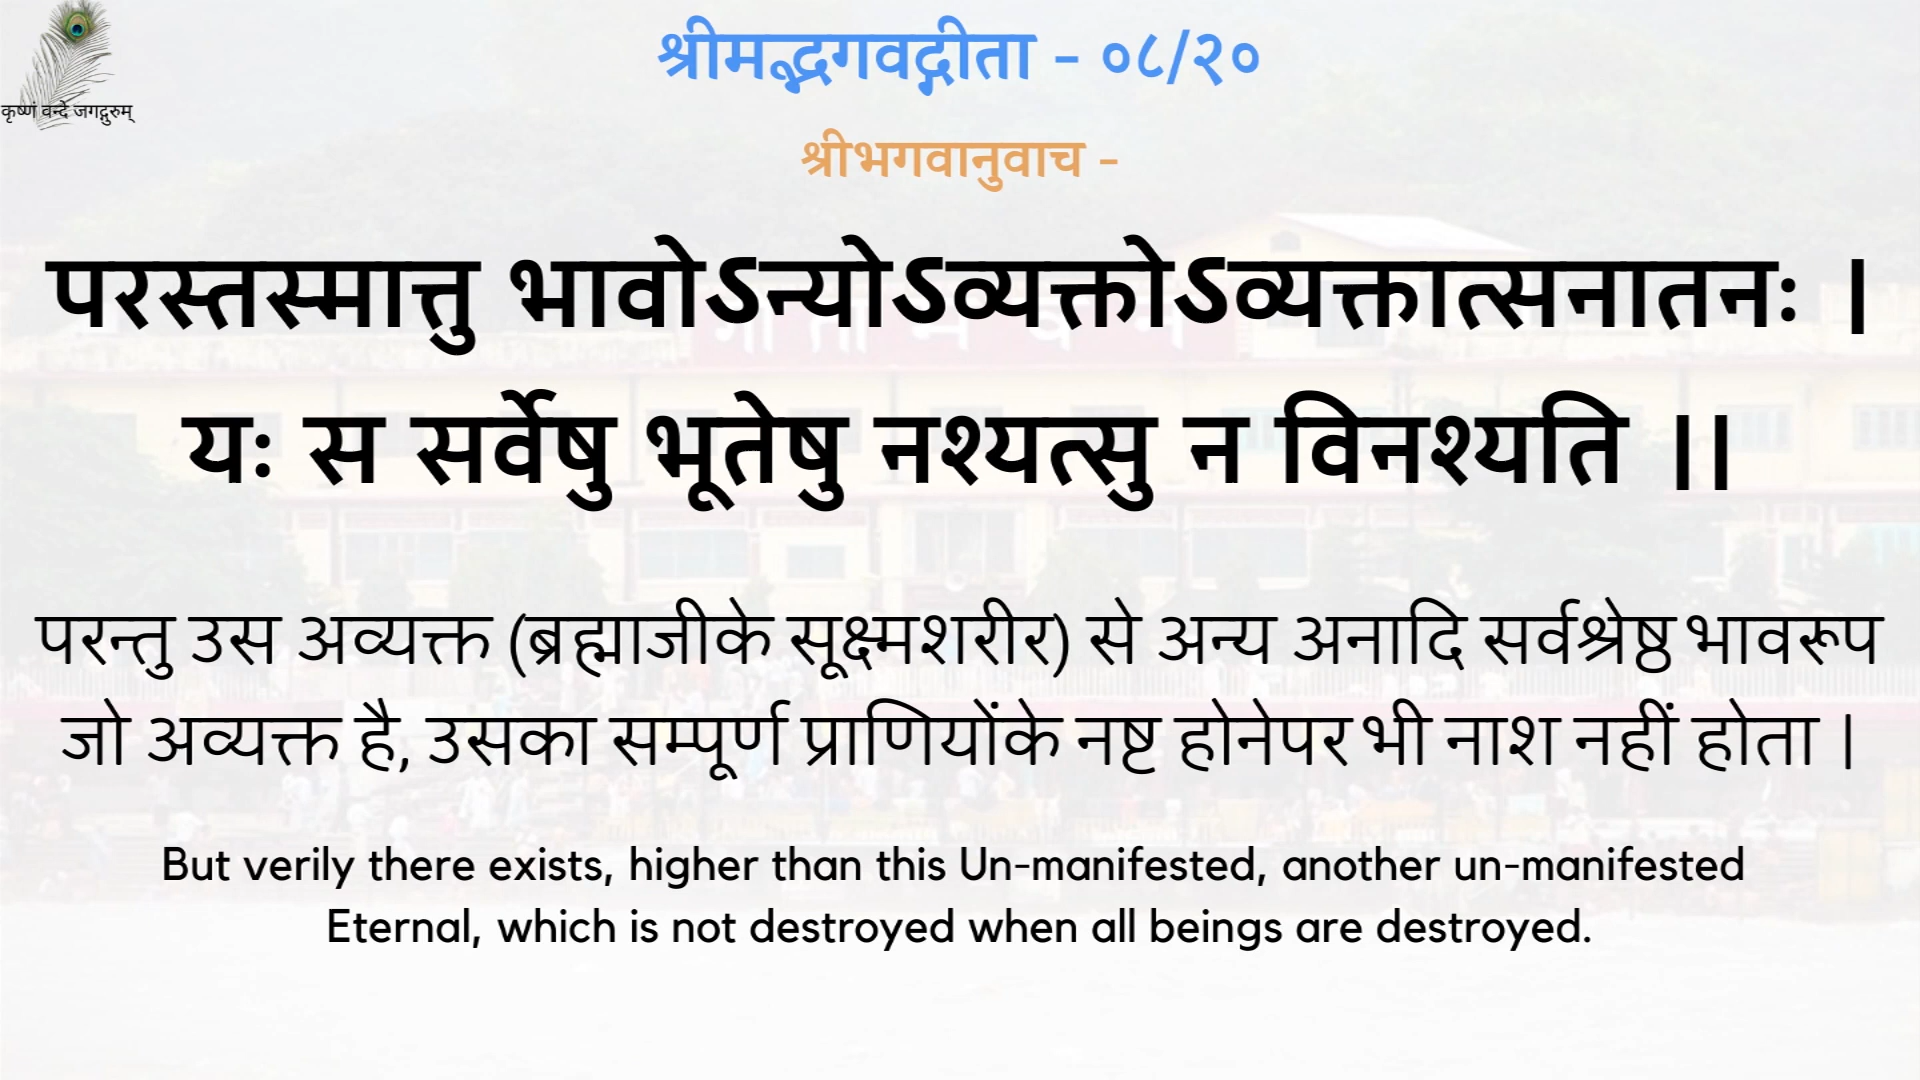 कृष्णं वन्दे जगद्गुरुम्
श्रीमद्भगवद्गीता - ०८/२०
श्रीभगवानुवाच -
परस्तस्मात्तु भावोऽन्योऽव्यक्तोऽव्यक्तात्सनातनः ।
यः स सर्वेषु भूतेषु नश्यत्सु न विनश्यति ।।
परन्तु उस अव्यक्त (ब्रह्माजीके सूक्ष्मशरीर) से अन्य अनादि सर्वश्रेष्ठ भावरूप
जो अव्यक्त है, उसका सम्पूर्ण प्राणियोंके नष्ट होनेपर भी नाश नहीं होता ।
But verily there exists, higher than this Un-manifested, another un-manifested
Eternal, which is not destroyed when all beings are destroyed.